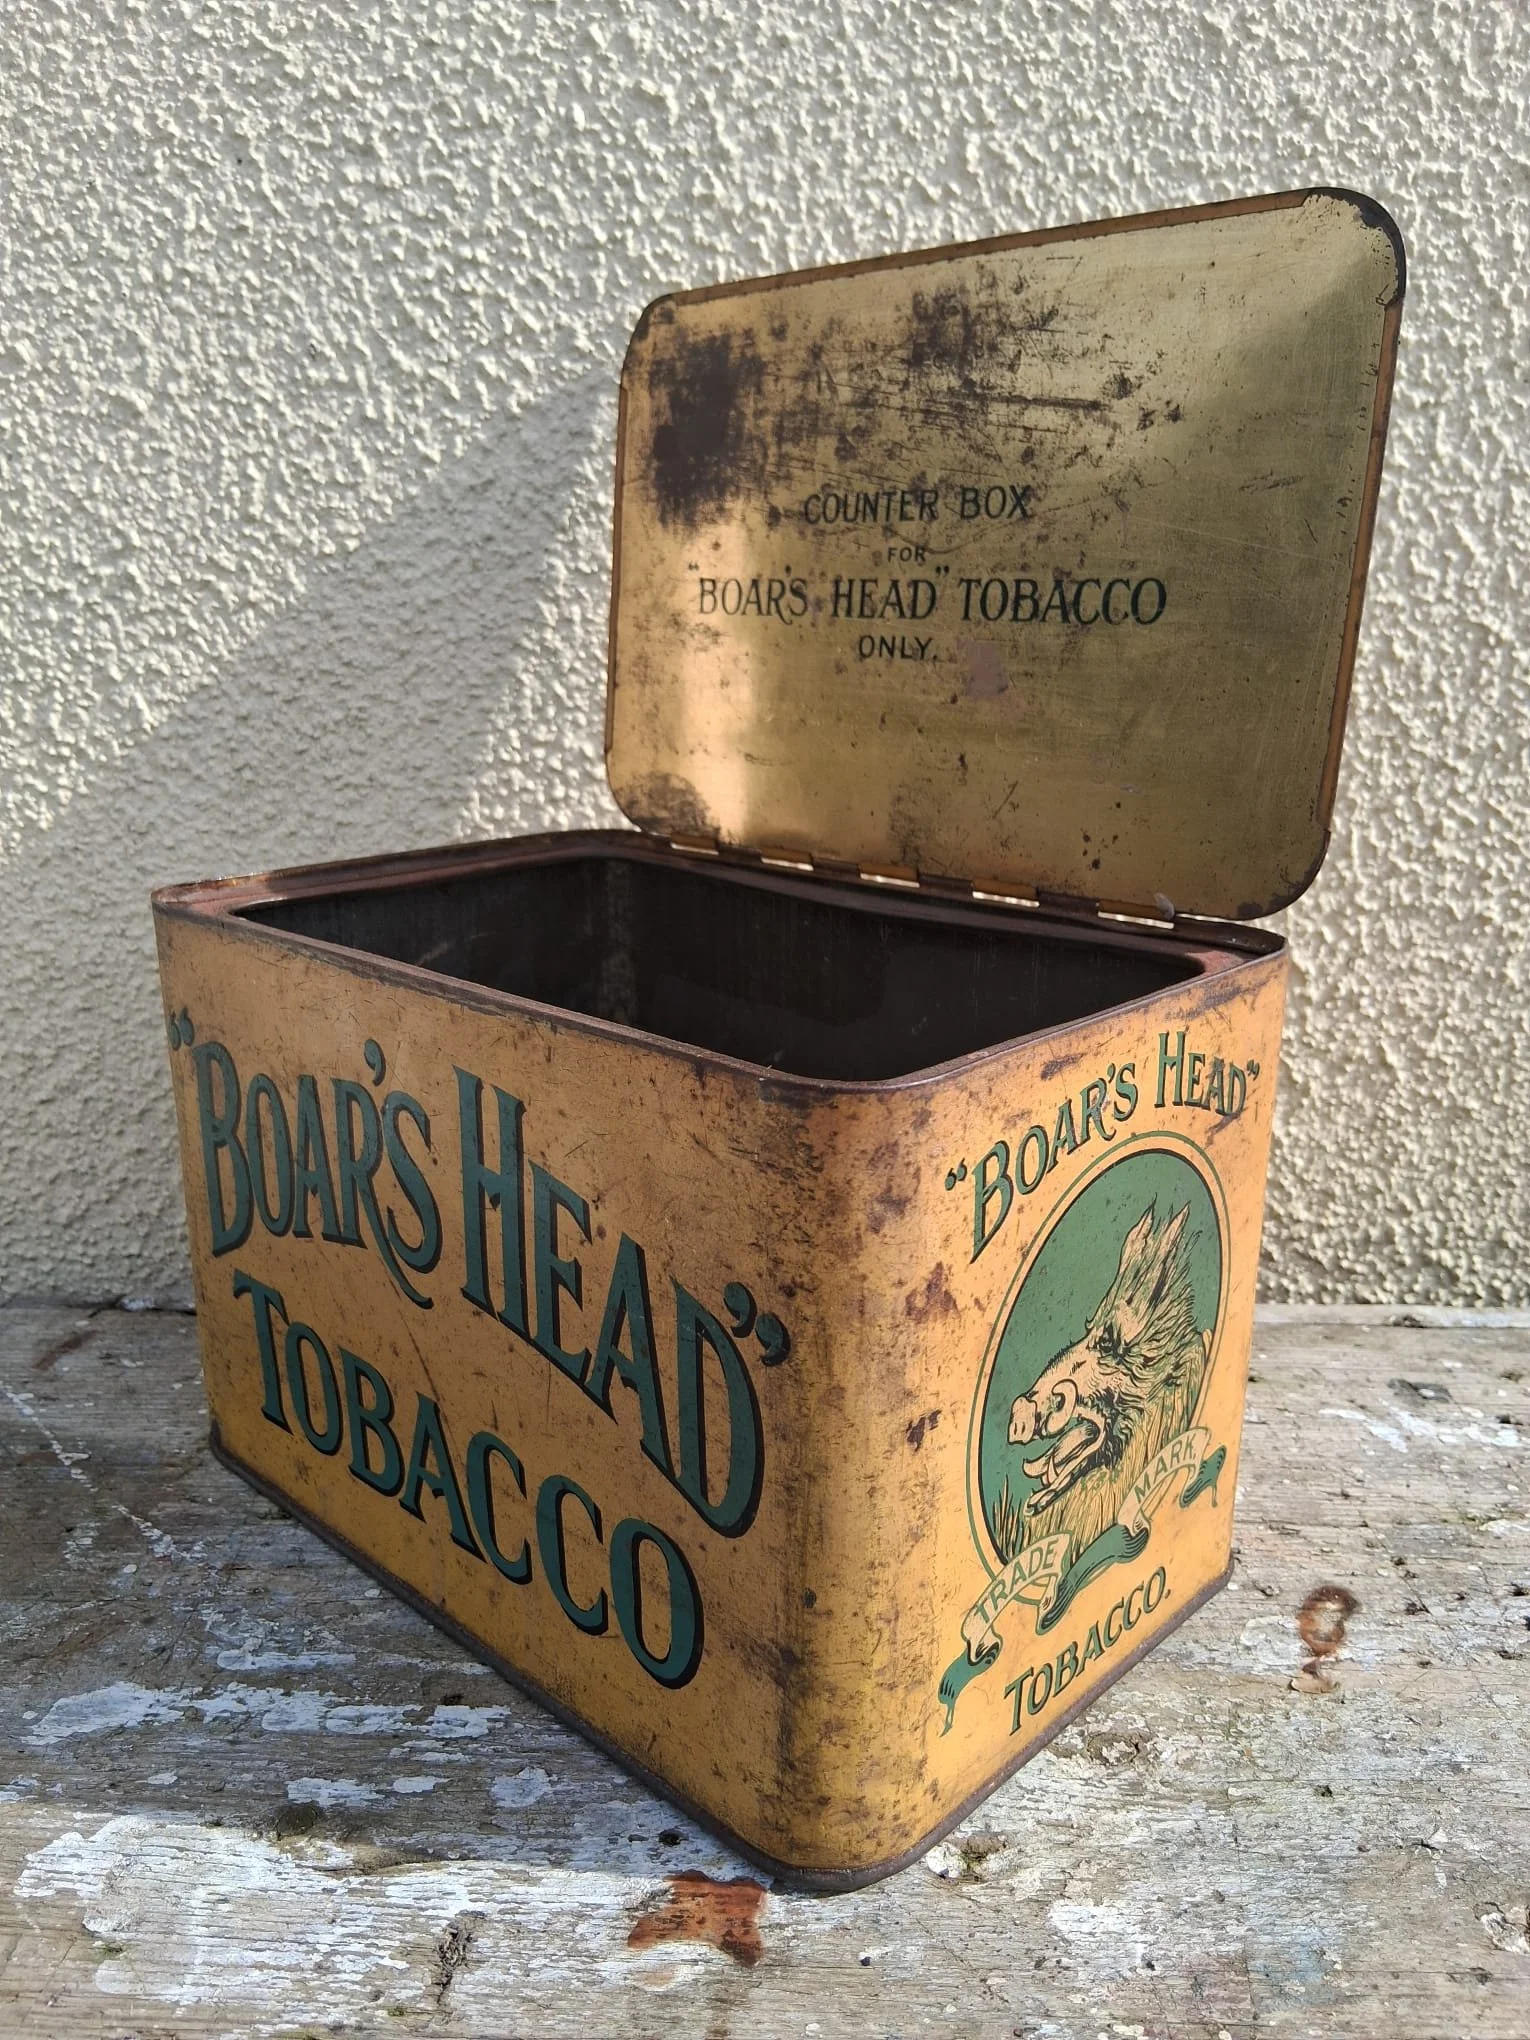 COUNTER BOX
FOR
"BOAR'S HEAD" TOBACCO
ONLY.
"BOAR'S HEAD"
TOBACCO
"BOAR'S HEAD"
TRADE MARK.
TOBACCO.